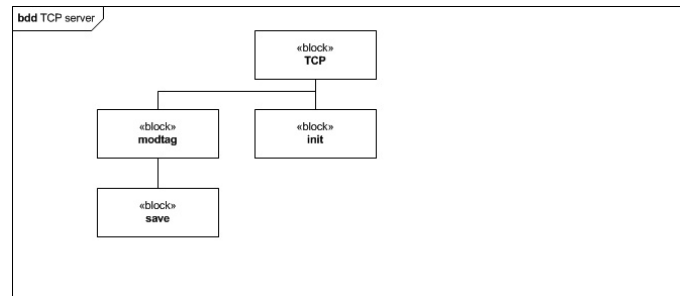 bdd TCP server
«block»
TCP
«block»
modtag
«block»
init
«block»
save